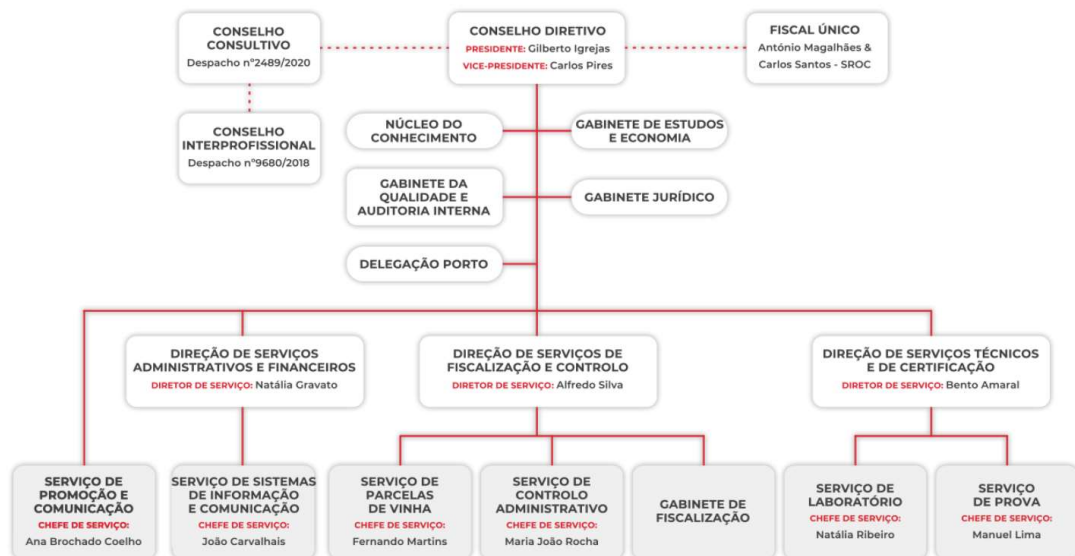 CONSELHO
CONSULTIVO
Despacho nº2489/2020
CONSELHO DIRETIVO
PRESIDENTE: Gilberto Igrejas
VICE-PRESIDENTE: Carlos Pires
FISCAL ÚNICO
António Magalhães &
Carlos Santos - SROC
CONSELHO
INTERPROFISSIONAL
Despacho nº9680/2018
NÚCLEO DO
CONHECIMENTO
GABINETE DE ESTUDOS
E ECONOMIA
GABINETE DA
QUALIDADE E
AUDITORIA INTERNA
GABINETE JURÍDICO
DELEGAÇÃO PORTO
DIREÇÃO DE SERVIÇOS
ADMINISTRATIVOS E FINANCEIROS
DIRETOR DE SERVIÇO: Natália Gravato
DIREÇÃO DE SERVIÇOS DE
FISCALIZAÇÃO E CONTROLO
DIRETOR DE SERVIÇO: Alfredo Silva
DIREÇÃO DE SERVIÇOS TÉCNICOS
E DE CERTIFICAÇÃO
DIRETOR DE SERVIÇO: Bento Amaral
SERVIÇO DE
PROMOÇÃO E
COMUNICAÇÃO
CHEFE DE SERVIÇO:
Ana Brochado Coelho
SERVIÇO DE SISTEMAS
DE INFORMAÇÃO
E COMUNICAÇÃO
CHEFE DE SERVIÇO:
João Carvalhais
SERVIÇO DE
PARCELAS
DE VINHA
CHEFE DE SERVIÇO:
Fernando Martins
SERVIÇO DE
CONTROLO
ADMINISTRATIVO
CHEFE DE SERVIÇO:
Maria João Rocha
GABINETE DE
FISCALIZAÇÃO
SERVIÇO DE
LABORATÓRIO
CHEFE DE SERVIÇO:
Natália Ribeiro
SERVIÇO
DE PROVA
CHEFE DE SERVIÇO:
Manuel Lima